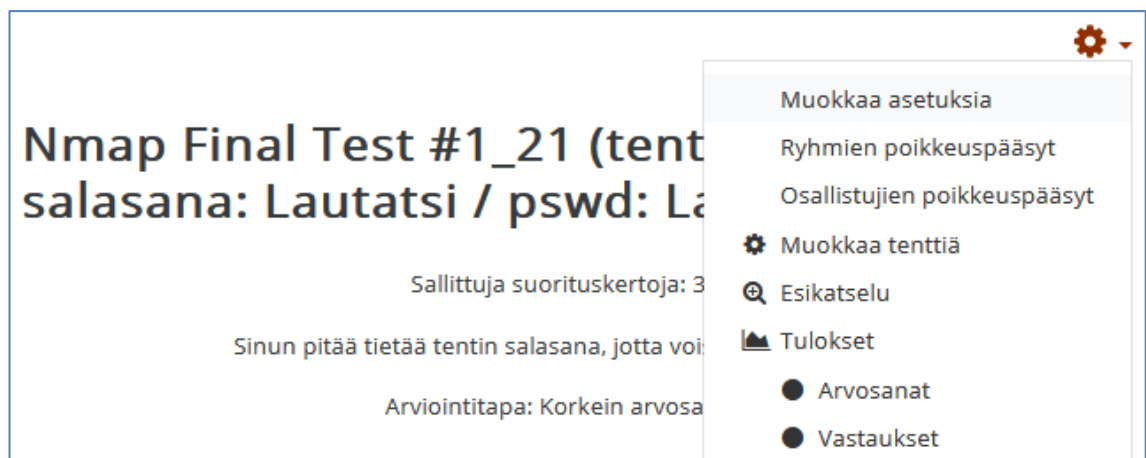 Nmap Final Test #1_21 (tent
salasana: Lautatsi / pswd: La
Sallittuja suorituskertoja: 3
Sinun pitää tietää tentin salasana, jotta voi
Arviointitapa: Korkein arvosa
Muokkaa asetuksia
Ryhmien poikkeuspääsyt
Osallistujien poikkeuspääsyt
Muokkaa tenttiä
Esikatselu
Tulokset
Arvosanat
Vastaukset